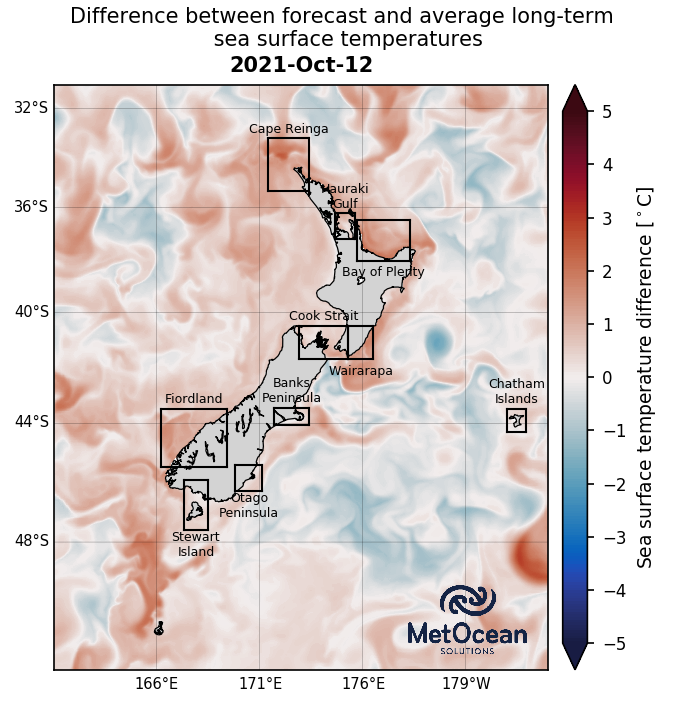 Difference between forecast and average long-term
sea surface temperatures
2021-Oct-12
32°S
36°S
40°S
44°S
48°S
166°E
171°E
176°E
179°W
Cape Reinga
Hauraki
Gulf
Bay of Plenty
Cook Strait
Wairarapa
Banks
Peninsula
Fiordland
Chatham
Islands
Otago
Peninsula
Stewart
Island
MetOcean
SOLUTIONS
5
4
3
2
1
0
−1
−2
−3
−4
−5
Sea surface temperature difference [°C]